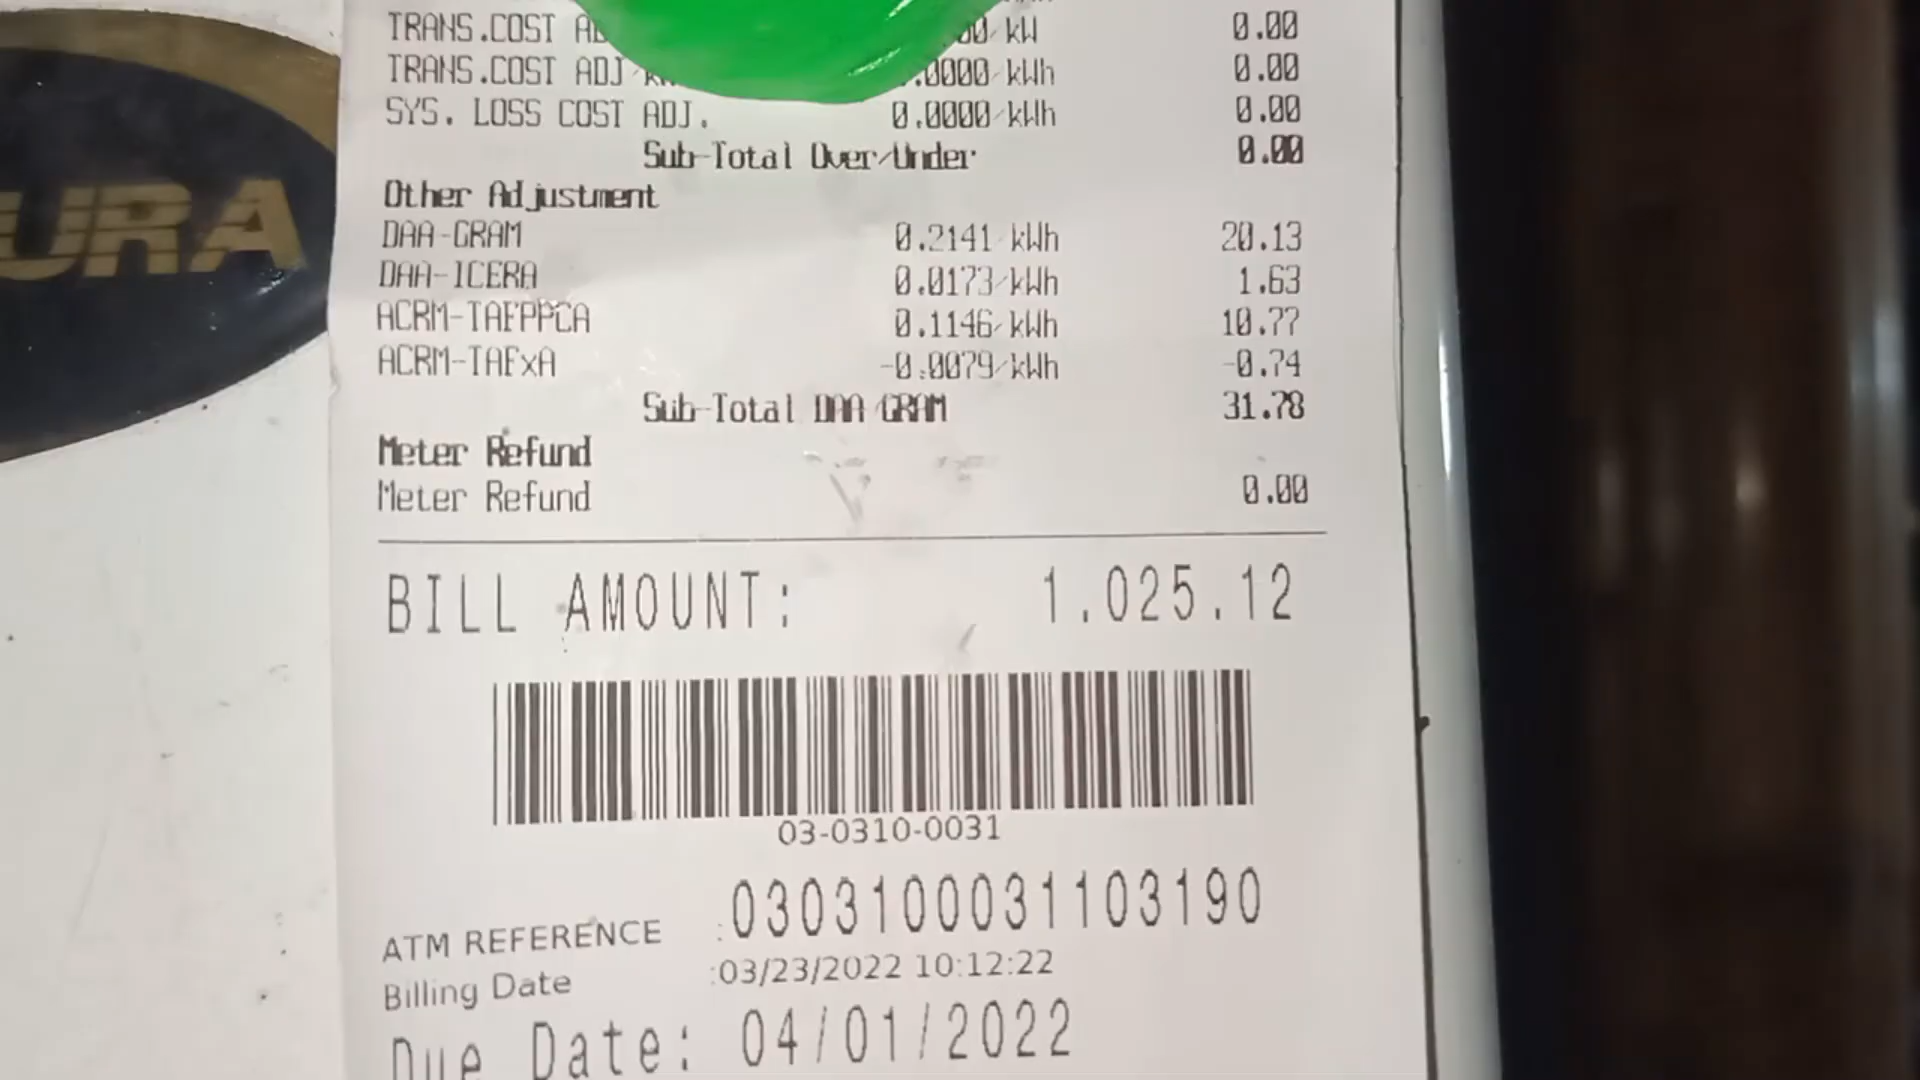 URA
TRANS.COST 0.00
TRANS.COST ADJ .0000/kWh 0.00
SYS. LOSS COST ADJ. 0.0000/kWh 0.00
Sub-Total Over/Under 0.00
Other Adjustment
DAA-GRAM 0.2141/kWh 20.13
DAA-ICERA 0.0173/kWh 1.63
ACRM-TAFPPCA 0.1146/kWh 10.77
ACRM-TAFxA -0.0079/kWh -0.74
Sub-Total DAA GRAM 31.78
Meter Refund
Meter Refund 0.00
BILL AMOUNT: 1,025.12
03-0310-0031
ATM REFERENCE :0303100031103190
Billing Date :03/23/2022 10:12:22
Due Date: 04/01/2022